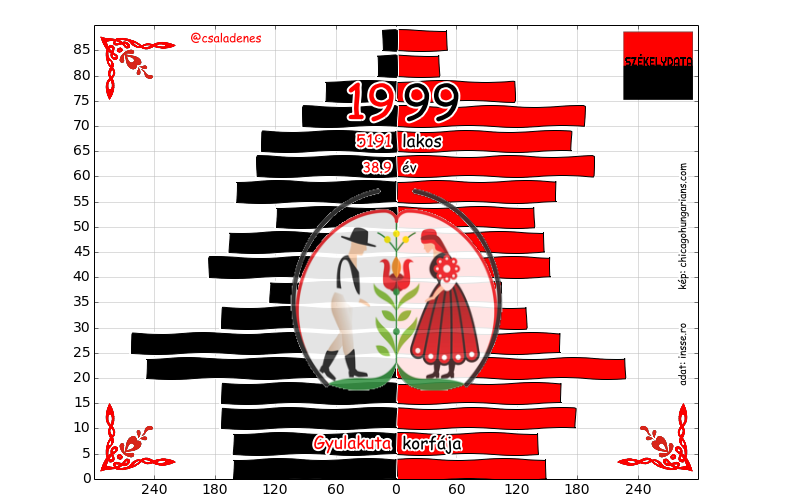 @csaladenes
SZÉKELYDATA
1999
5191 lakos
38.9 év
kép: chicagohungarians.com
adat: insse.ro
Gyulakuta korfája
85
80
75
70
65
60
55
50
45
40
35
30
25
20
15
10
5
0
240 180 120 60 0 60 120 180 240